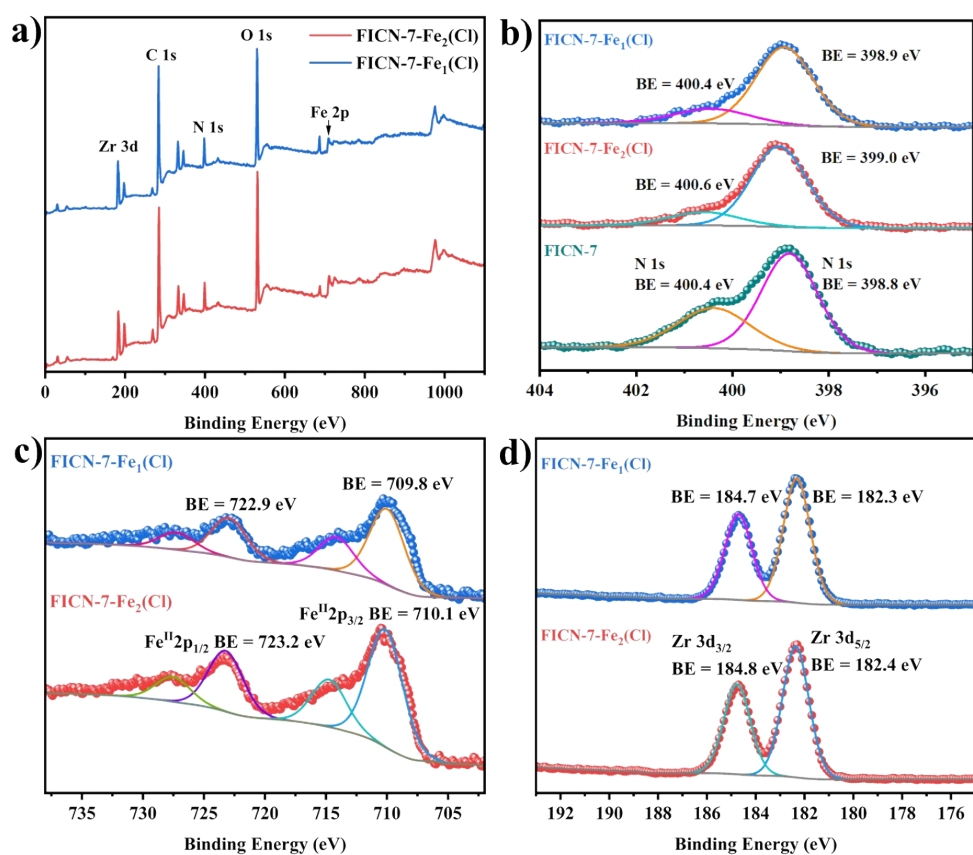 a)
FICN-7-Fe₂(Cl)
FICN-7-Fe₁(Cl)
O 1s
C 1s
Fe 2p
N 1s
Zr 3d
0 200 400 600 800 1000
Binding Energy (eV)
b)
FICN-7-Fe₁(Cl)
BE = 398.9 eV
BE = 400.4 eV
FICN-7-Fe₂(Cl)
BE = 399.0 eV
BE = 400.6 eV
FICN-7
N 1s
BE = 400.4 eV
N 1s
BE = 398.8 eV
404 402 400 398 396
Binding Energy (eV)
c)
FICN-7-Fe₁(Cl)
BE = 709.8 eV
BE = 722.9 eV
FICN-7-Fe₂(Cl)
Feᴵᴵ2p₃/₂ BE = 710.1 eV
Feᴵᴵ2p₁/₂ BE = 723.2 eV
735 730 725 720 715 710 705
Binding Energy (eV)
d)
FICN-7-Fe₁(Cl)
BE = 184.7 eV
BE = 182.3 eV
FICN-7-Fe₂(Cl)
Zr 3d₃/₂
BE = 184.8 eV
Zr 3d₅/₂
BE = 182.4 eV
192 190 188 186 184 182 180 178 176
Binding Energy (eV)